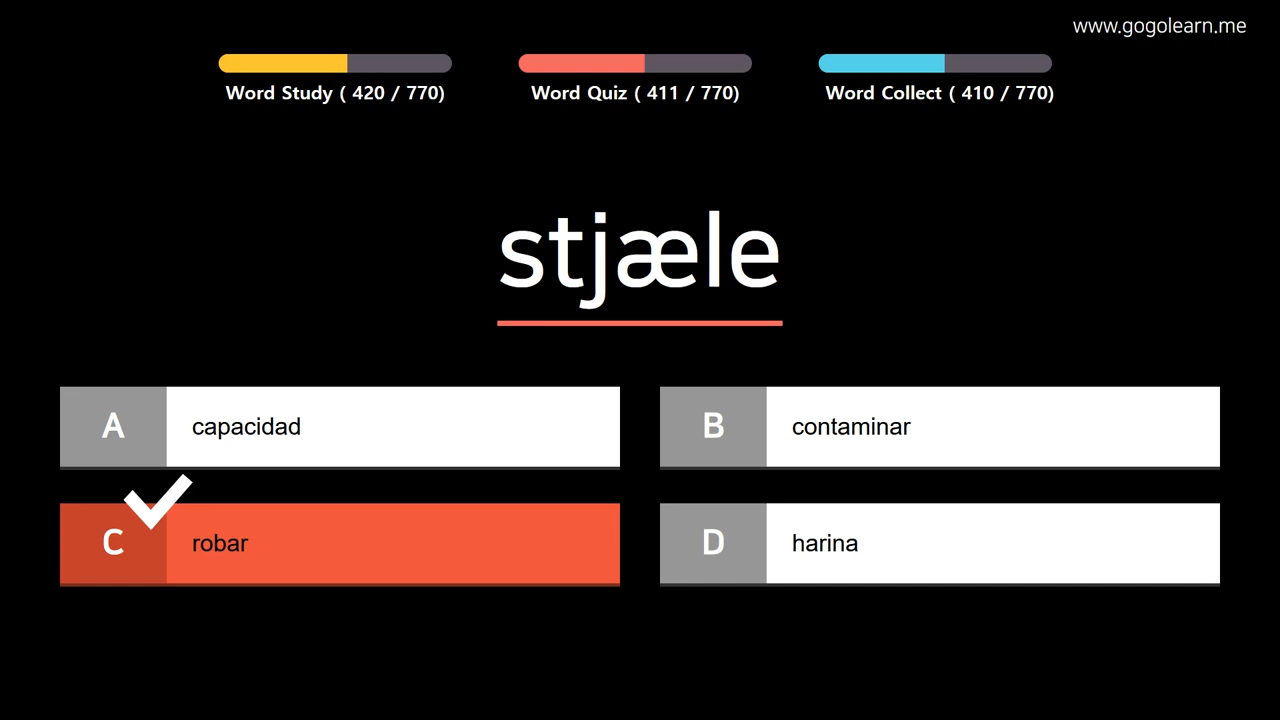 www.gogolearn.me
Word Study ( 420 / 770)
Word Quiz ( 411 / 770)
Word Collect ( 410 / 770)
stjæle
A capacidad
B contaminar
C robar
D harina